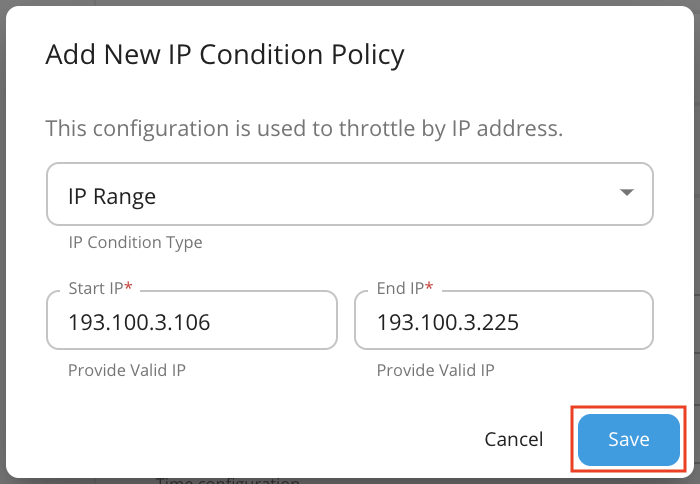 Add New IP Condition Policy
This configuration is used to throttle by IP address.
IP Range
IP Condition Type
Start IP* End IP*
193.100.3.106 193.100.3.225
Provide Valid IP Provide Valid IP
Cancel Save
Time configuration